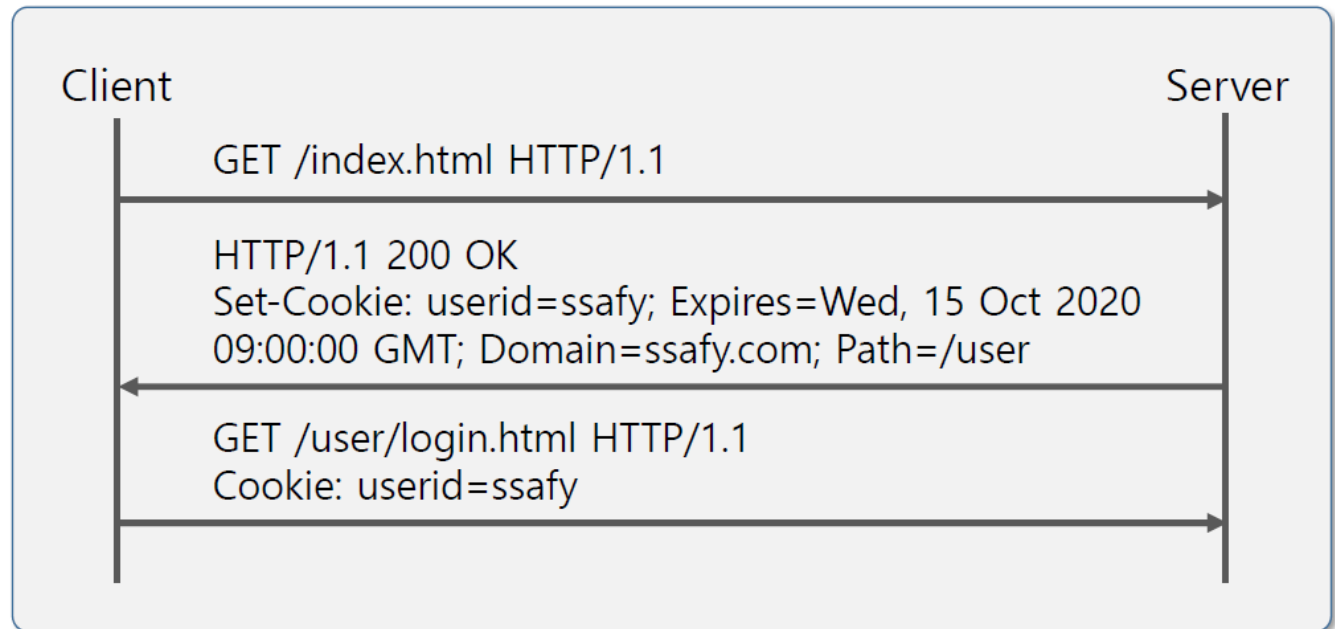 Client
Server
GET /index.html HTTP/1.1
HTTP/1.1 200 OK
Set-Cookie: userid=ssafy; Expires=Wed, 15 Oct 2020
09:00:00 GMT; Domain=ssafy.com; Path=/user
GET /user/login.html HTTP/1.1
Cookie: userid=ssafy